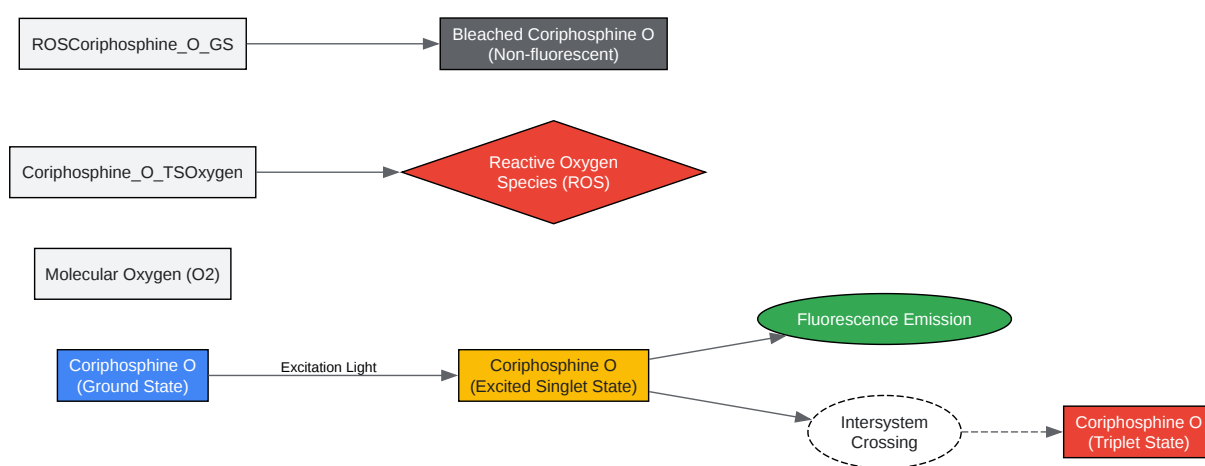 ROSCoriphosphine_O_GS
Bleached Coriphosphine O
(Non-fluorescent)
Coriphosphine_O_TSOxygen
Reactive Oxygen
Species (ROS)
Molecular Oxygen (O2)
Fluorescence Emission
Coriphosphine O
(Ground State)
Excitation Light
Coriphosphine O
(Excited Singlet State)
Intersystem
Crossing
Coriphosphine O
(Triplet State)